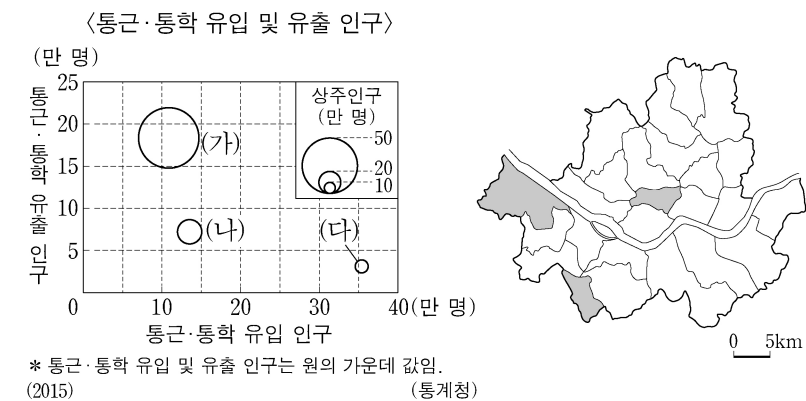 〈통근·통학 유입 및 유출 인구〉
(만 명)
25
20
15
10
5
0
통근·통학 유출 인구
상주인구
(만 명)
50
20
10
(가)
(나)
(다)
10
20
30
40(만 명)
통근·통학 유입 인구
* 통근·통학 유입 및 유출 인구는 원의 가운데 값임.
(2015)
(통계청)
0 5km